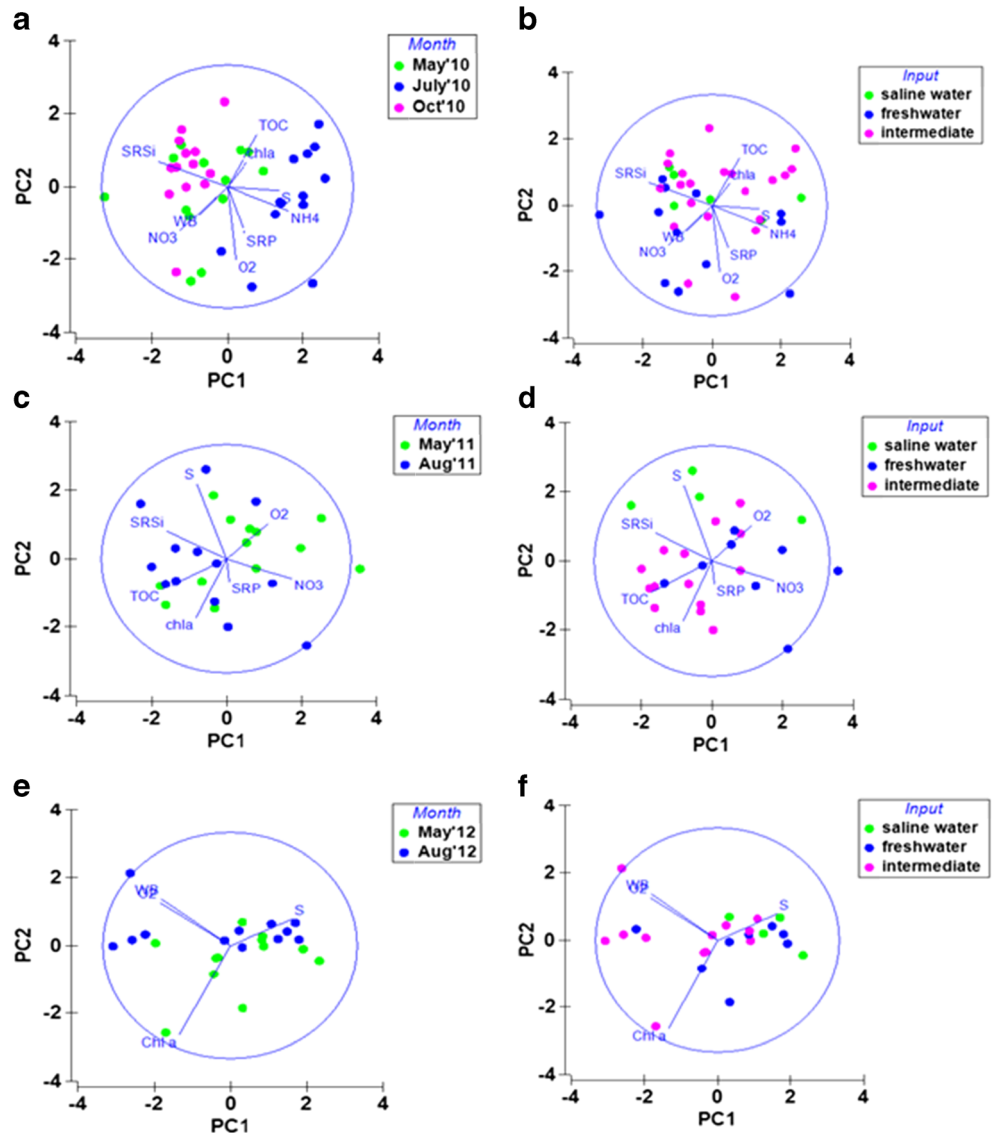 a
Month
May'10
July'10
Oct'10
4
2
0
-2
-4
PC2
TOC
chla
SRSi
S
NH4
WB
NO3
SRP
O2
-4 -2 0 2 4
PC1
b
Input
saline water
freshwater
intermediate
4
2
0
-2
-4
PC2
TOC
chla
SRSi
S
NH4
WB
NO3
SRP
O2
-4 -2 0 2 4
PC1
c
Month
May'11
Aug'11
4
2
0
-2
-4
PC2
S
O2
SRSi
NO3
SRP
TOC
chla
-4 -2 0 2 4
PC1
d
Input
saline water
freshwater
intermediate
4
2
0
-2
-4
PC2
S
O2
SRSi
NO3
SRP
TOC
chla
-4 -2 0 2 4
PC1
e
Month
May'12
Aug'12
4
2
0
-2
-4
PC2
WB
O2
S
Chl a
-4 -2 0 2 4
PC1
f
Input
saline water
freshwater
intermediate
4
2
0
-2
-4
PC2
WB
O2
S
Chl a
-4 -2 0 2 4
PC1